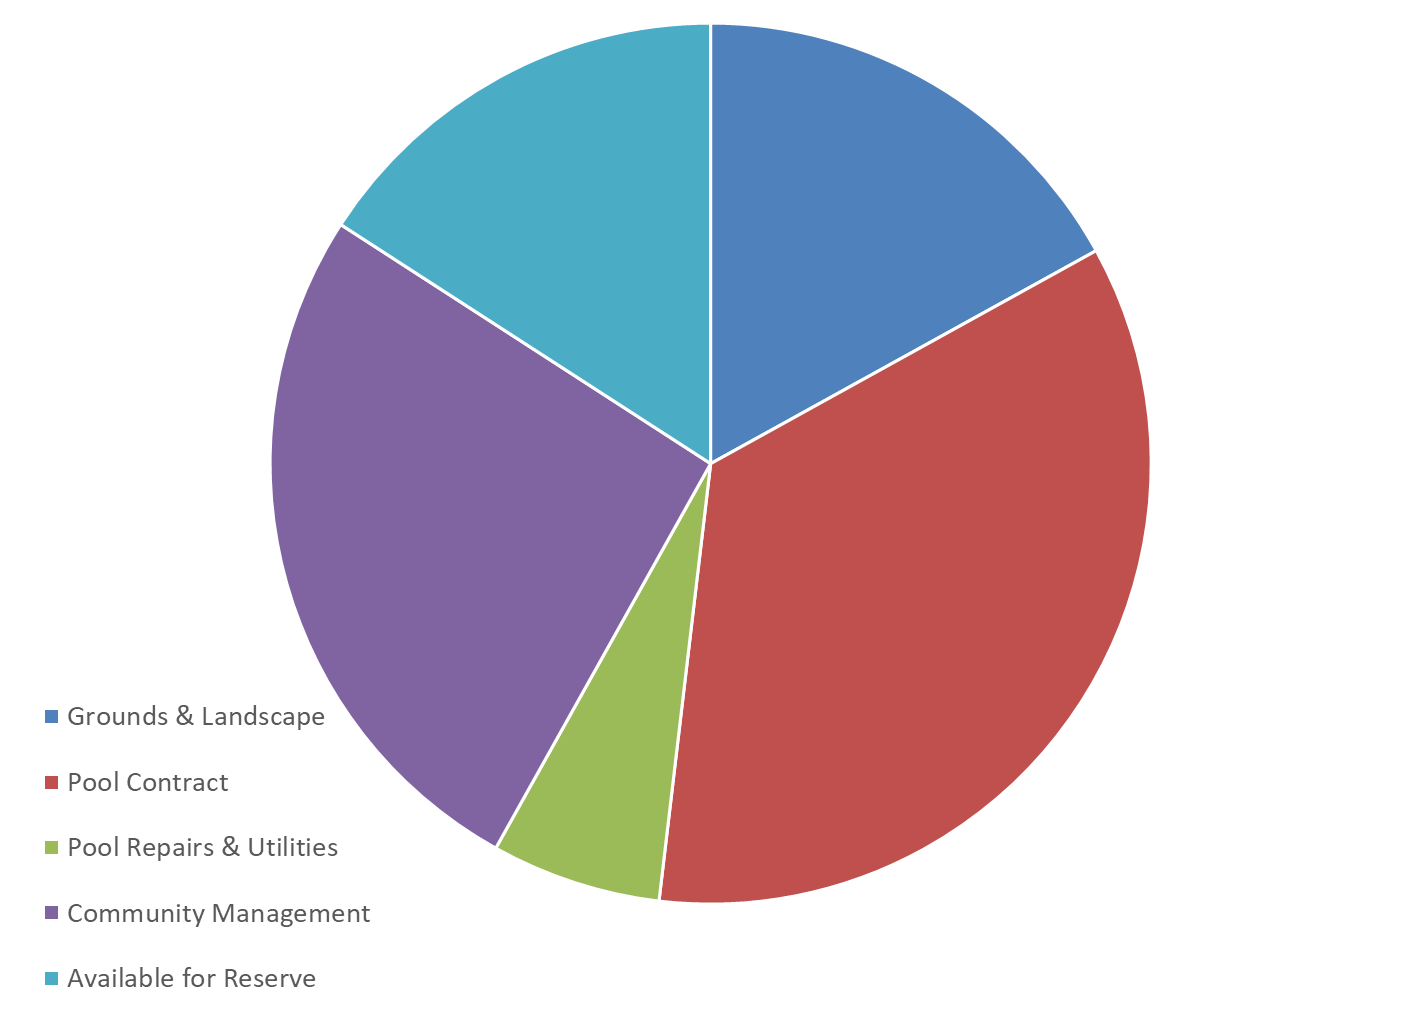 Grounds & Landscape
Pool Contract
Pool Repairs & Utilities
Community Management
Available for Reserve